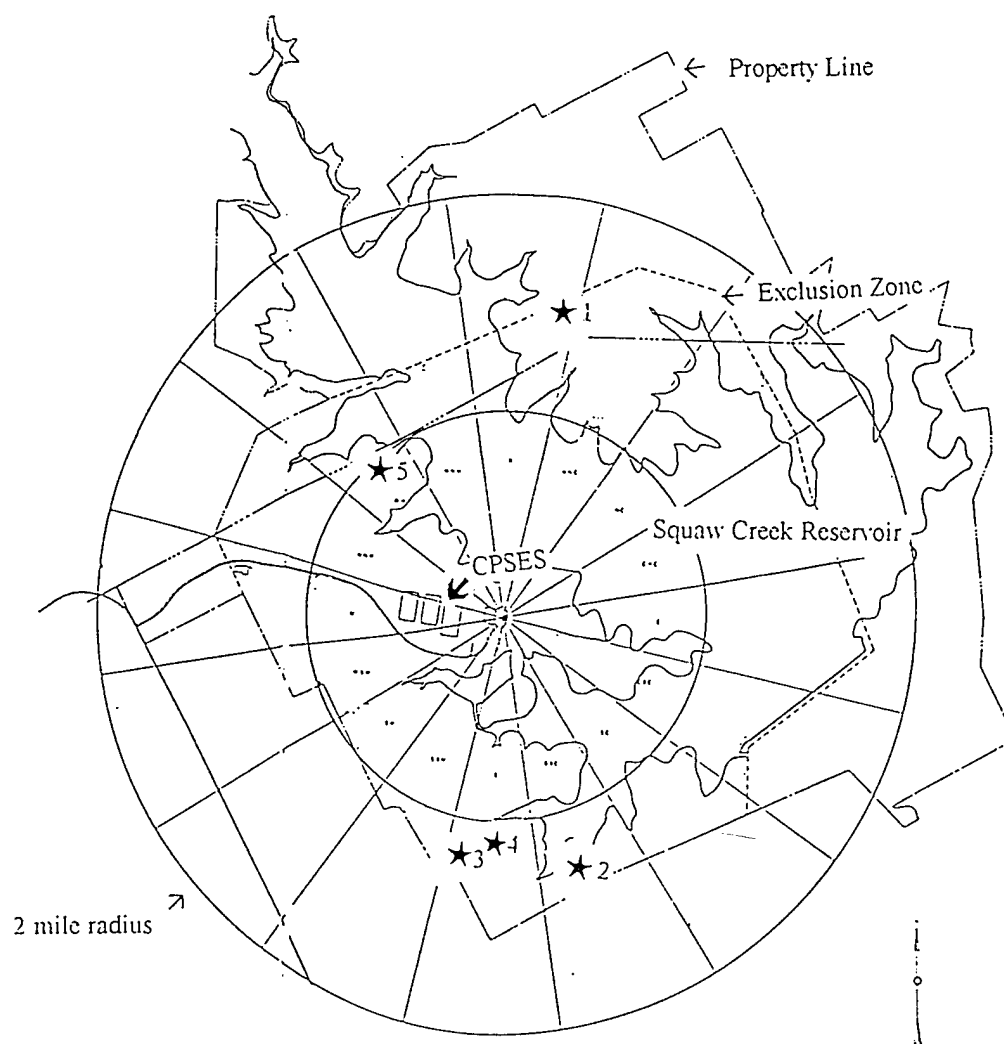 Property Line
Exclusion Zone
1
5
Squaw Creek Reservoir
CPSES
3
4
2
2 mile radius